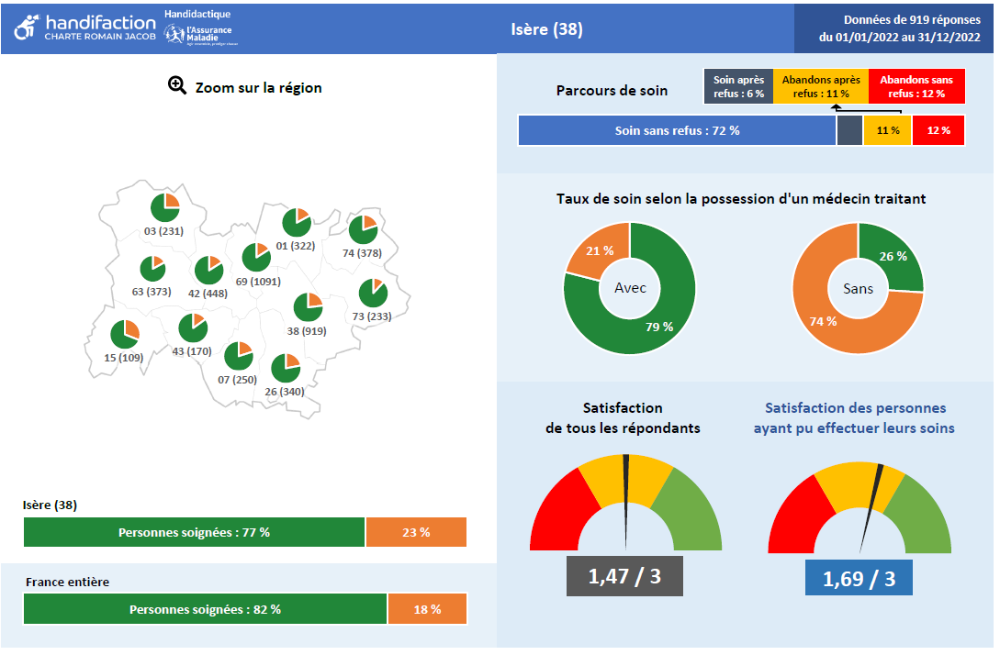 handifaction
CHARTE ROMAIN JACOB
Handidactique
l'Assurance
Maladie
Isère (38)
Données de 919 réponses
du 01/01/2022 au 31/12/2022
Zoom sur la région
03 (231)
01 (322)
74 (378)
63 (373)
42 (448)
69 (1091)
73 (233)
38 (919)
15 (109)
43 (170)
07 (250)
26 (340)
Isère (38)
Personnes soignées : 77 %
23 %
France entière
Personnes soignées : 82 %
18 %
Parcours de soin
Soin après
refus : 6 %
Abandons après
refus : 11 %
Abandons sans
refus : 12 %
Soin sans refus : 72 %
11 %
12 %
Taux de soin selon la possession d'un médecin traitant
21 %
Avec
79 %
26 %
Sans
74 %
Satisfaction
de tous les répondants
1,47 / 3
Satisfaction des personnes
ayant pu effectuer leurs soins
1,69 / 3